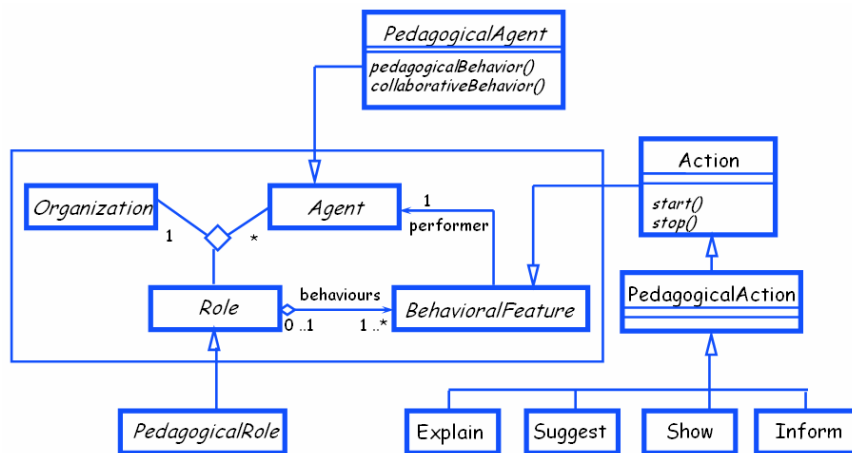 PedagogicalAgent
pedagogicalBehavior()
collaborativeBehavior()
Action
start()
stop()
Organization
Agent
1
1
*
performer
Role
behaviours
BehavioralFeature
0 ..1
1 ..*
PedagogicalAction
PedagogicalRole
Explain
Suggest
Show
Inform